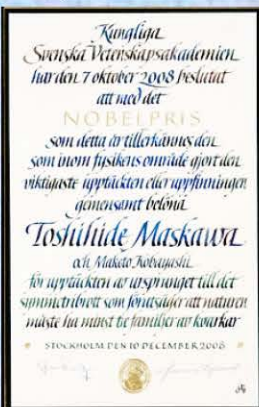 Kungliga
Svenska Vetenskapsakademien
har den 7 oktober 2008 beslutat
att med det
NOBELPRIS
som detta år tillerkännes den
som inom fysikens område gjort den
viktigaste upptäckten eller uppfinningen
gemensamt belöna
Toshihide Maskawa
och Makoto Kobayashi
för upptäckten av ursprunget till det
symmetribrott som förutsäger att naturen
måste ha minst tre familjer av kvarkar
STOCKHOLM DEN 10 DECEMBER 2008